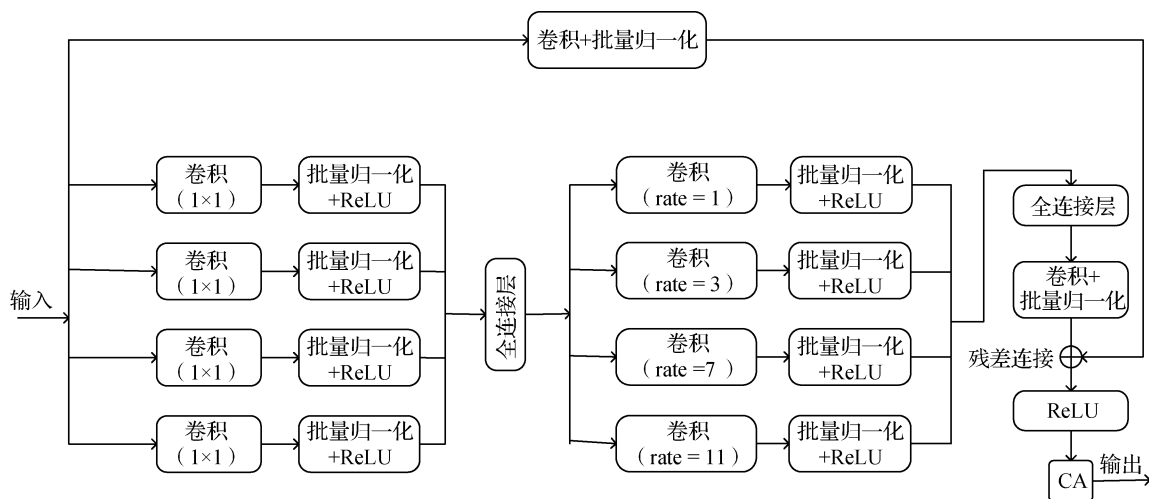 卷积+批量归一化
输入
卷积
（1×1）
批量归一化
+ReLU
卷积
（1×1）
批量归一化
+ReLU
卷积
（1×1）
批量归一化
+ReLU
卷积
（1×1）
批量归一化
+ReLU
全连接层
卷积
（rate = 1）
批量归一化
+ReLU
卷积
（rate = 3）
批量归一化
+ReLU
卷积
（rate =7）
批量归一化
+ReLU
卷积
（rate = 11）
批量归一化
+ReLU
全连接层
卷积+
批量归一化
残差连接
ReLU
CA
输出